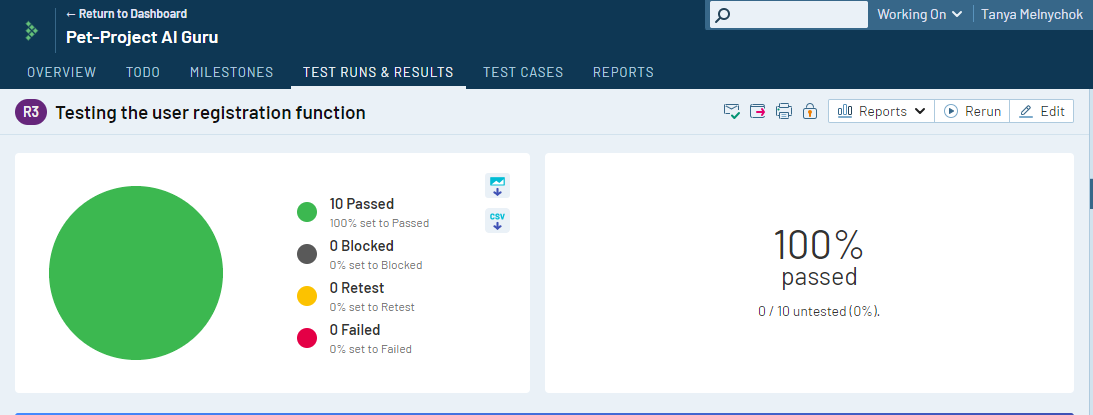 ← Return to Dashboard
Pet-Project AI Guru
Working On
Tanya Melnychok
OVERVIEW TODO MILESTONES TEST RUNS & RESULTS TEST CASES REPORTS
R3 Testing the user registration function
Reports Rerun Edit
10 Passed
100% set to Passed
0 Blocked
0% set to Blocked
0 Retest
0% set to Retest
0 Failed
0% set to Failed
CSV
100%
passed
0 / 10 untested (0%).